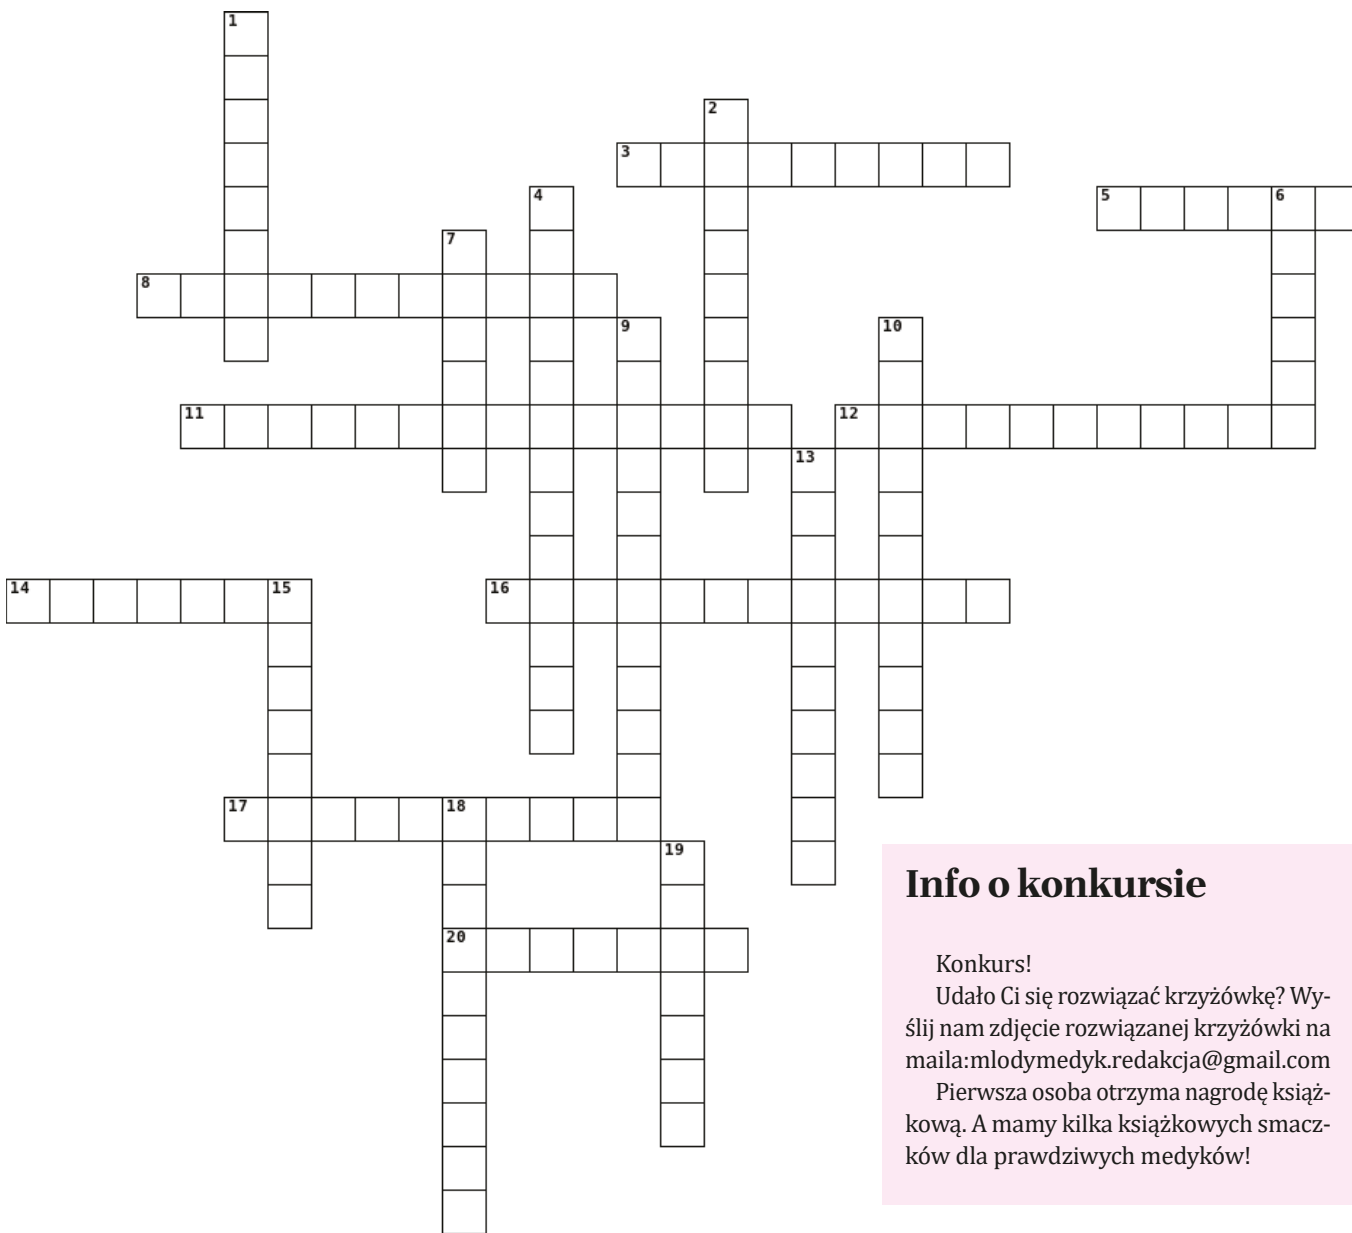 1
2
3
4
5
6
7
8
9
10
11
12
13
14
15
16
17
18
19
20
Info o konkursie
Konkurs!
Udało Ci się rozwiązać krzyżówkę? Wy-
ślij nam zdjęcie rozwiązanej krzyżówki na
maila:mlodymedyk.redakcja@gmail.com
Pierwsza osoba otrzyma nagrodę książ-
kową. A mamy kilka książkowych smacz-
ków dla prawdziwych medyków!